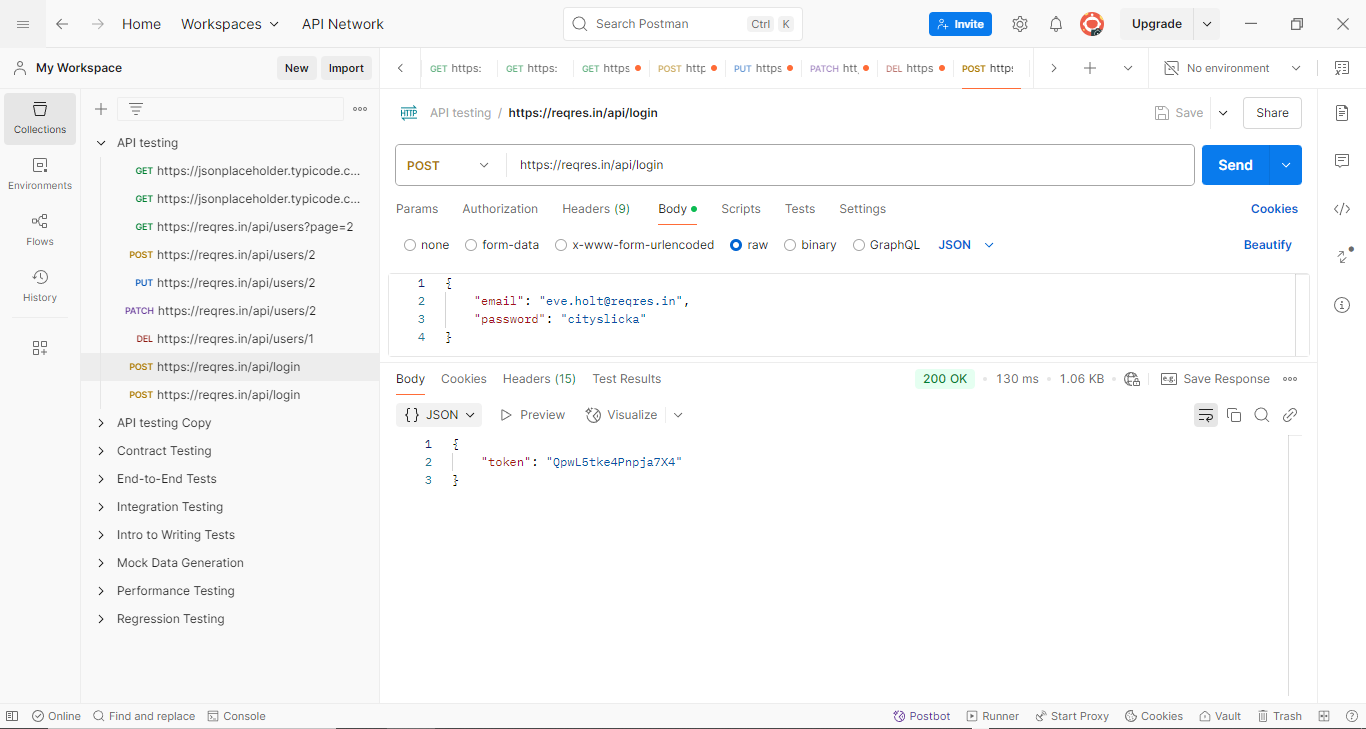 Home Workspaces API Network Search Postman Ctrl K Invite Upgrade
My Workspace New Import GET https: GET https: GET https POST http PUT https PATCH htt DEL https POST https No environment
Collections
Environments
Flows
History
API testing
GET https://jsonplaceholder.typicode.c...
GET https://jsonplaceholder.typicode.c...
GET https://reqres.in/api/users?page=2
POST https://reqres.in/api/users/2
PUT https://reqres.in/api/users/2
PATCH https://reqres.in/api/users/2
DEL https://reqres.in/api/users/1
POST https://reqres.in/api/login
POST https://reqres.in/api/login
API testing Copy
Contract Testing
End-to-End Tests
Integration Testing
Intro to Writing Tests
Mock Data Generation
Performance Testing
Regression Testing
HTTP API testing / https://reqres.in/api/login Save Share
POST https://reqres.in/api/login Send
Params Authorization Headers (9) Body Scripts Tests Settings Cookies
none form-data x-www-form-urlencoded raw binary GraphQL JSON Beautify
1 {
2 "email": "eve.holt@reqres.in",
3 "password": "cityslicka"
4 }
Body Cookies Headers (15) Test Results 200 OK 130 ms 1.06 KB e.g. Save Response
{} JSON Preview Visualize
1 {
2 "token": "QpwL5tke4Pnpja7X4"
3 }
Online Find and replace Console Postbot Runner Start Proxy Cookies Vault Trash